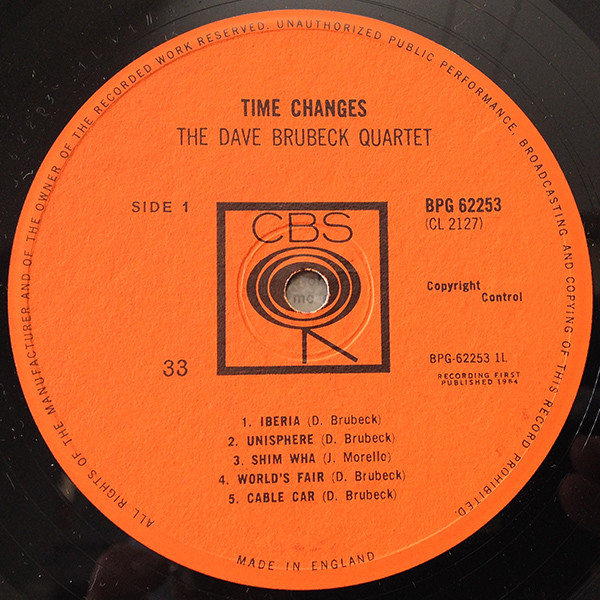 ALL RIGHTS OF THE MANUFACTURER AND OF THE OWNER OF THE RECORDED WORK RESERVED. UNAUTHORIZED PUBLIC PERFORMANCE, BROADCASTING AND COPYING OF THIS RECORD PROHIBITED.
TIME CHANGES
THE DAVE BRUBECK QUARTET
SIDE 1
BPG 62253
(CL 2127)
CBS
Copyright
Control
33
BPG-62253 1L
RECORDING FIRST
PUBLISHED 1964
1. IBERIA (D. Brubeck)
2. UNISPHERE (D. Brubeck)
3. SHIM WHA (J. Morello)
4. WORLD'S FAIR (D. Brubeck)
5. CABLE CAR (D. Brubeck)
MADE IN ENGLAND